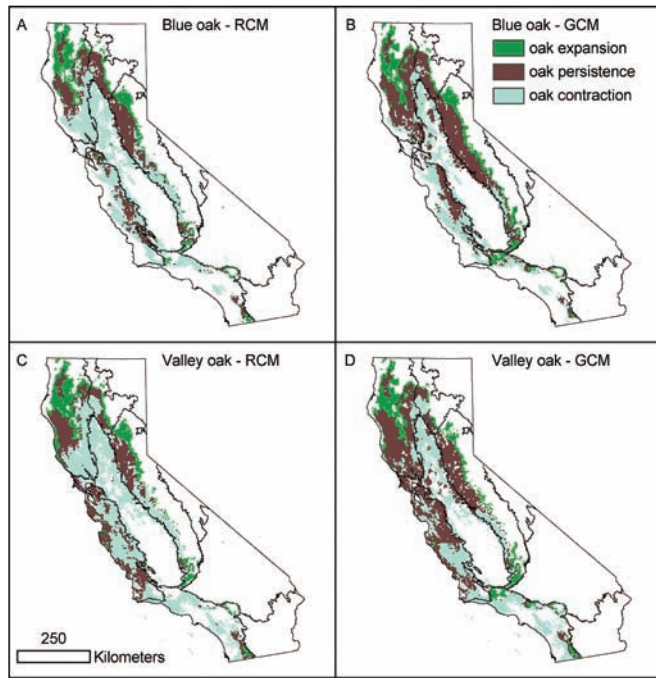 A
Blue oak - RCM
B
Blue oak - GCM
oak expansion
oak persistence
oak contraction
C
Valley oak - RCM
D
Valley oak - GCM
250
Kilometers